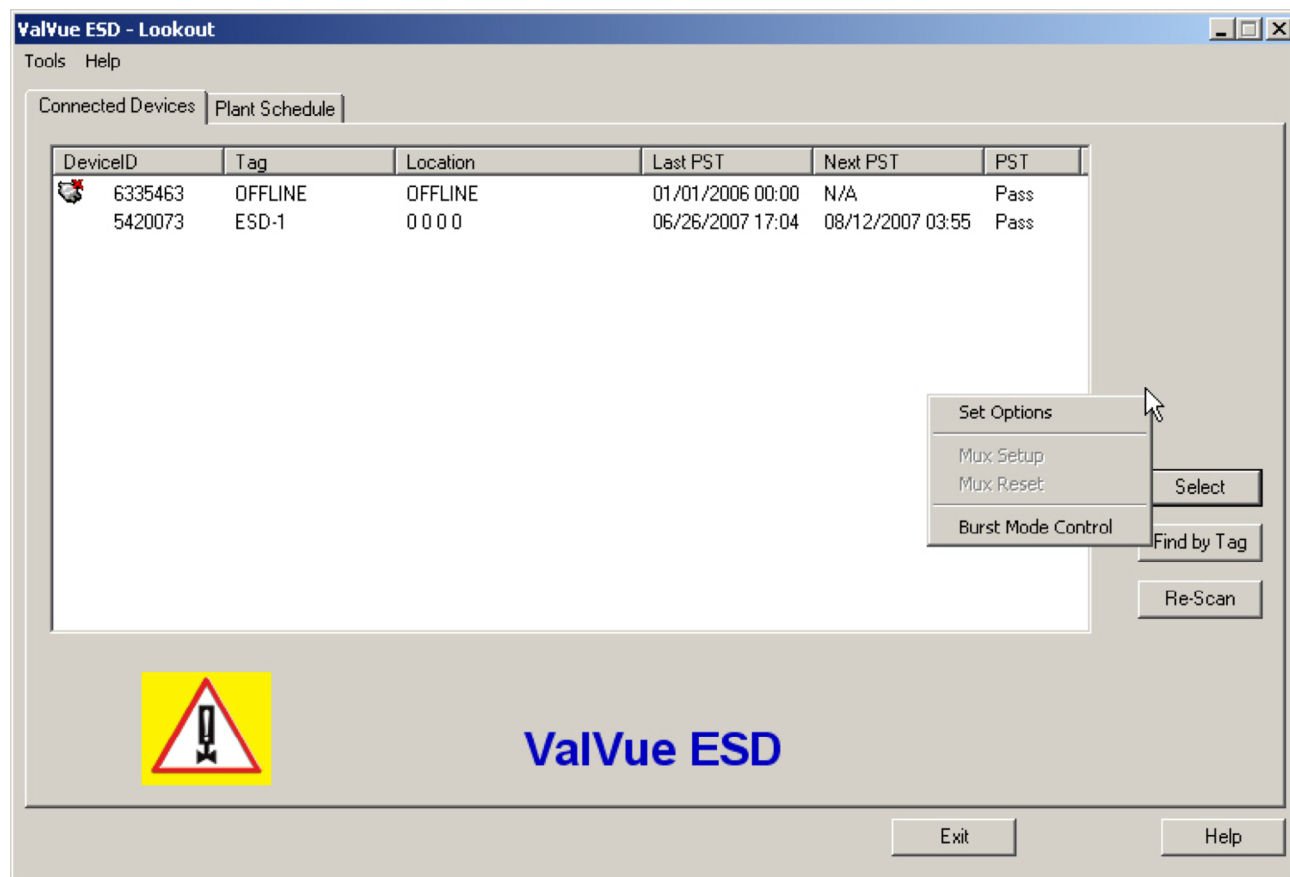 ValVue ESD - Lookout
Tools Help
Connected Devices Plant Schedule
DeviceID Tag Location Last PST Next PST PST
6335463 OFFLINE OFFLINE 01/01/2006 00:00 N/A Pass
5420073 ESD-1 0 0 0 0 06/26/2007 17:04 08/12/2007 03:55 Pass
Set Options
Mux Setup
Mux Reset
Burst Mode Control
Select
Find by Tag
Re-Scan
ValVue ESD
Exit Help